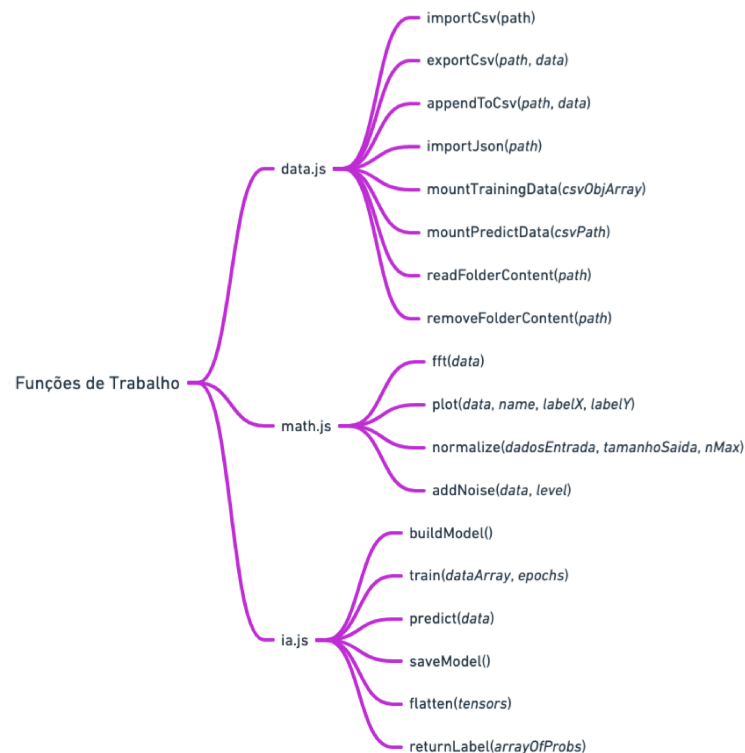 Funções de Trabalho
data.js
importCsv(path)
exportCsv(path, data)
appendToCsv(path, data)
importJson(path)
mountTrainingData(csvObjArray)
mountPredictData(csvPath)
readFolderContent(path)
removeFolderContent(path)
math.js
fft(data)
plot(data, name, labelX, labelY)
normalize(dadosEntrada, tamanhoSaida, nMax)
addNoise(data, level)
ia.js
buildModel()
train(dataArray, epochs)
predict(data)
saveModel()
flatten(tensors)
returnLabel(arrayOfProbs)